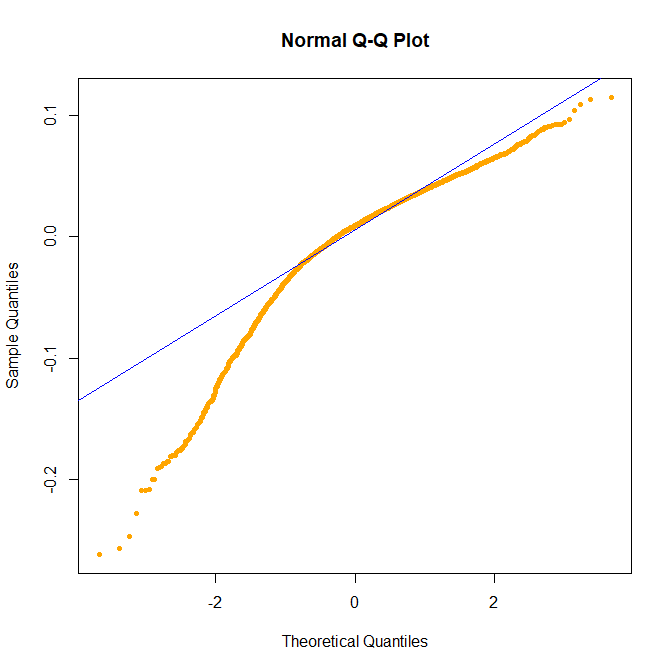 Normal Q-Q Plot
0.1
0.0
-0.1
-0.2
Sample Quantiles
-2
0
2
Theoretical Quantiles